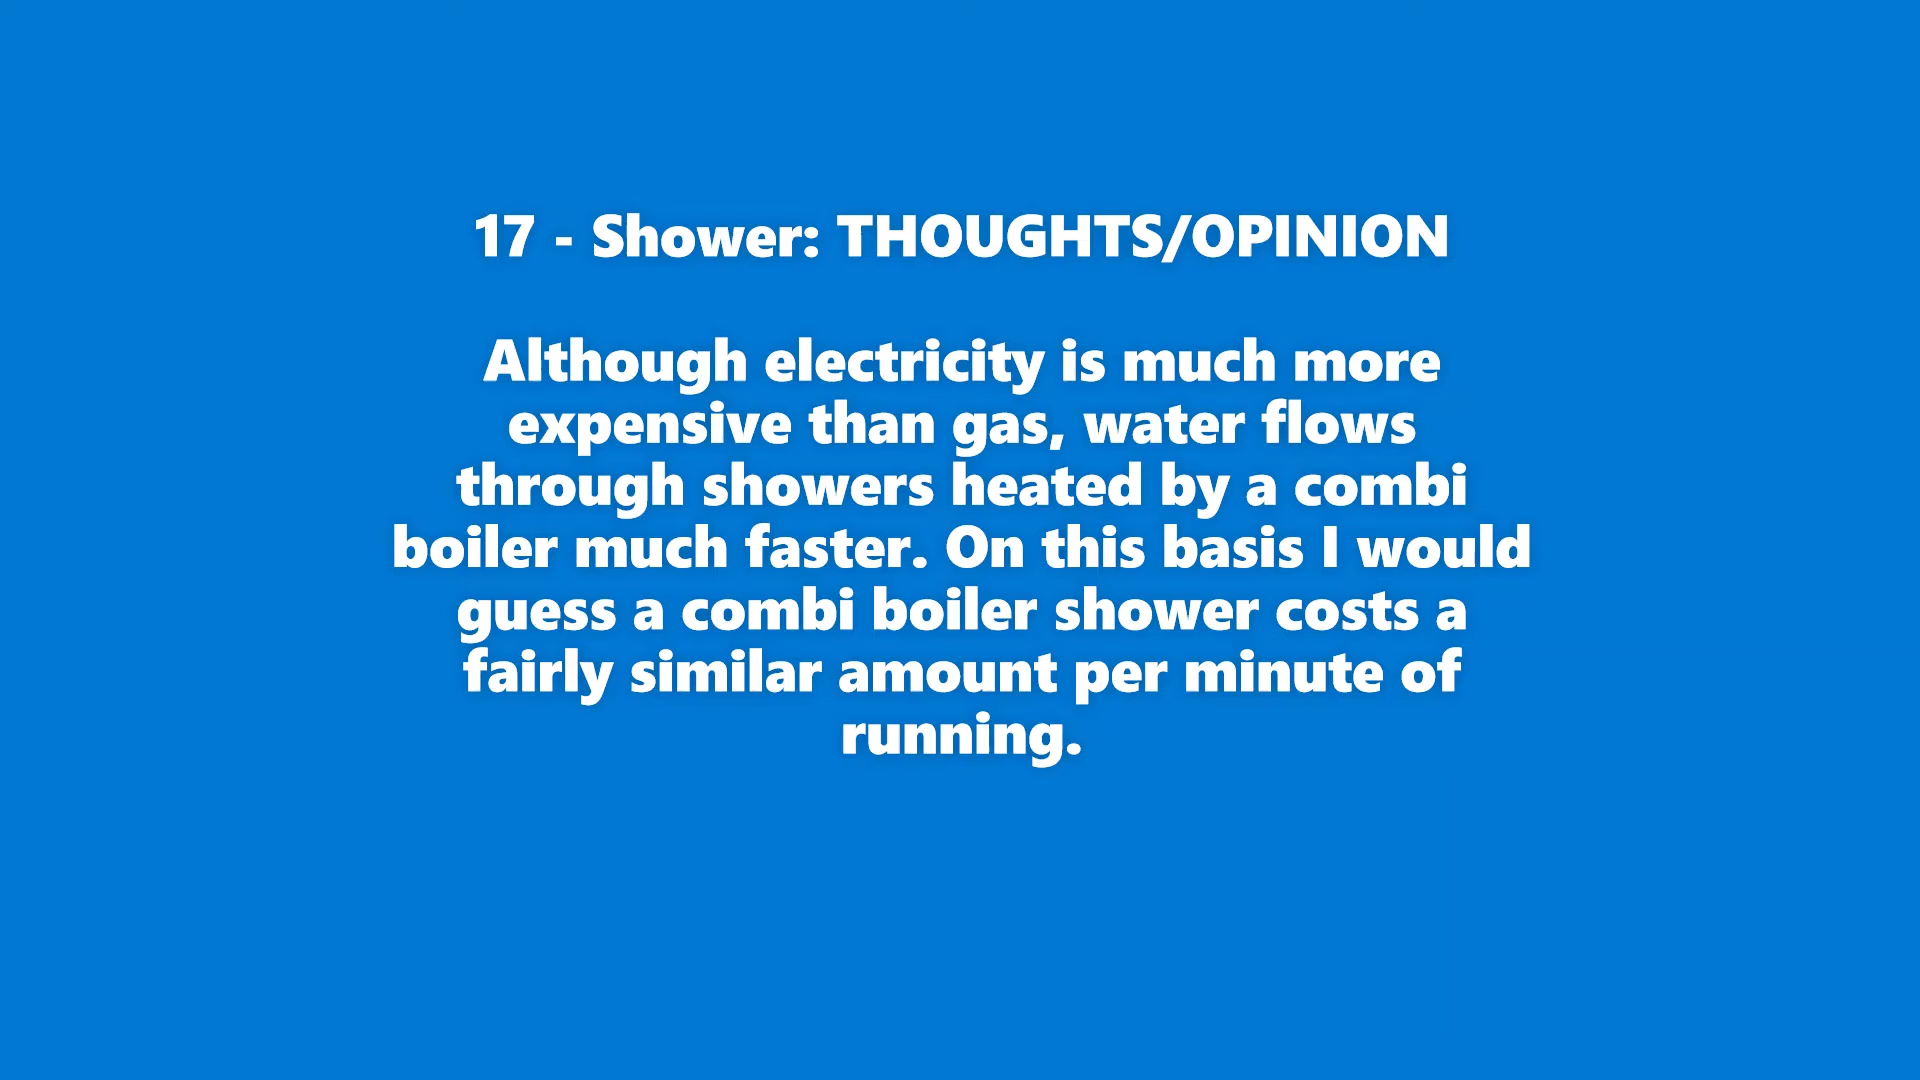 17 - Shower: THOUGHTS/OPINION
Although electricity is much more
expensive than gas, water flows
through showers heated by a combi
boiler much faster. On this basis I would
guess a combi boiler shower costs a
fairly similar amount per minute of
running.